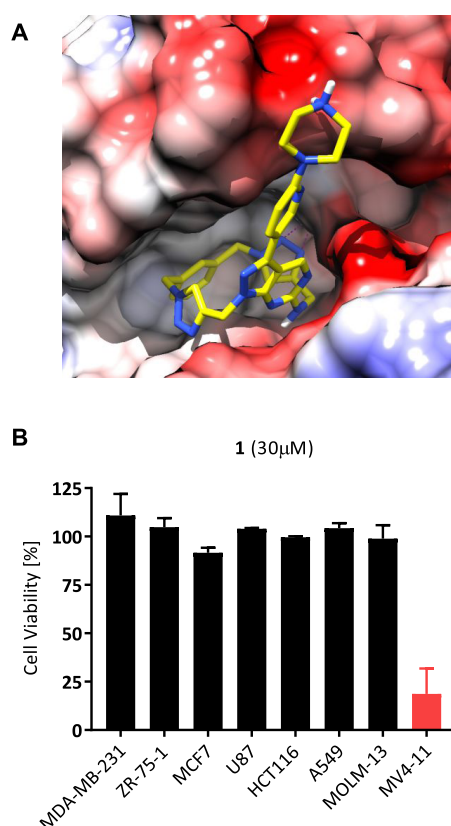 A
B
1 (30μM)
Cell Viability [%]
125
100
75
50
25
0
MDA-MB-231
ZR-75-1
MCF7
U87
HCT116
A549
MOLM-13
MV4-11